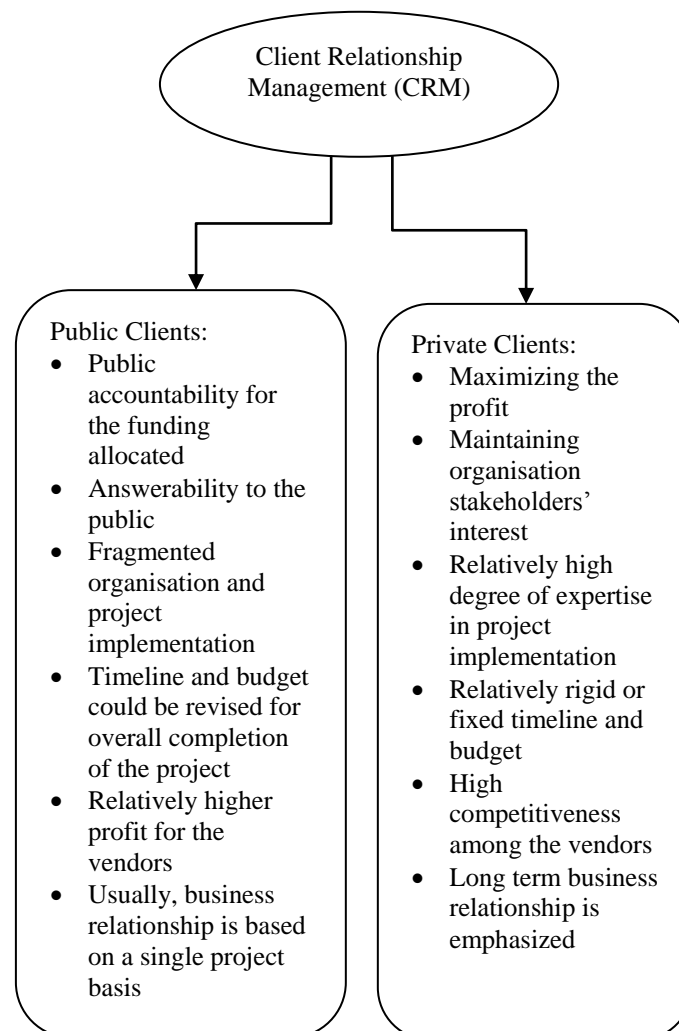 Client Relationship
Management (CRM)
Public Clients:
• Public
accountability for
the funding
allocated
• Answerability to the
public
• Fragmented
organisation and
project
implementation
• Timeline and budget
could be revised for
overall completion
of the project
• Relatively higher
profit for the
vendors
• Usually, business
relationship is based
on a single project
basis
Private Clients:
• Maximizing the
profit
• Maintaining
organisation
stakeholders’
interest
• Relatively high
degree of expertise
in project
implementation
• Relatively rigid or
fixed timeline and
budget
• High
competitiveness
among the vendors
• Long term business
relationship is
emphasized